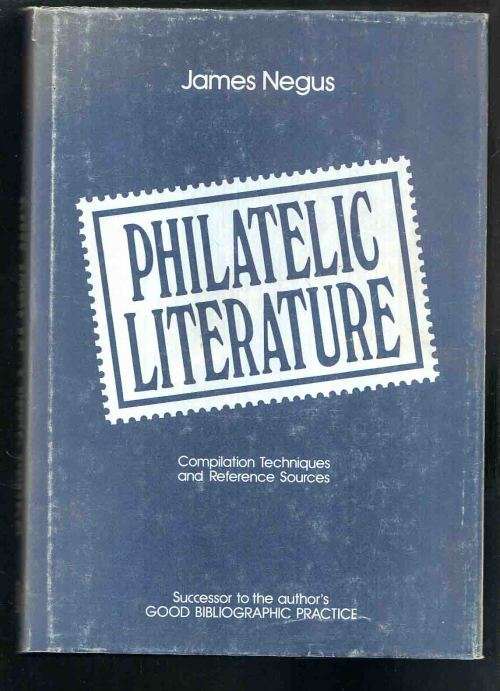 James Negus
PHILATELIC
LITERATURE
Compilation Techniques
and Reference Sources
Successor to the author's
GOOD BIBLIOGRAPHIC PRACTICE